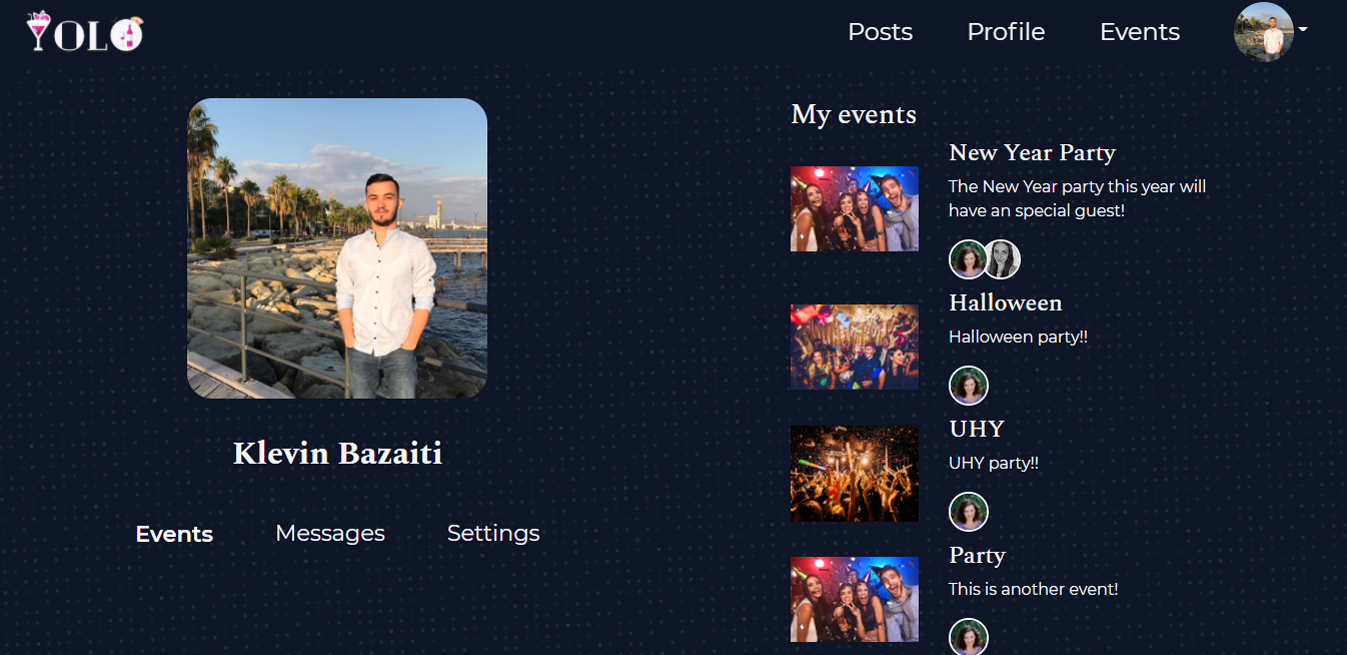 YOLO
Posts
Profile
Events
My events
New Year Party
The New Year party this year will
have an special guest!
Halloween
Halloween party!!
UHY
UHY party!!
Party
This is another event!
Klevin Bazaiti
Events
Messages
Settings